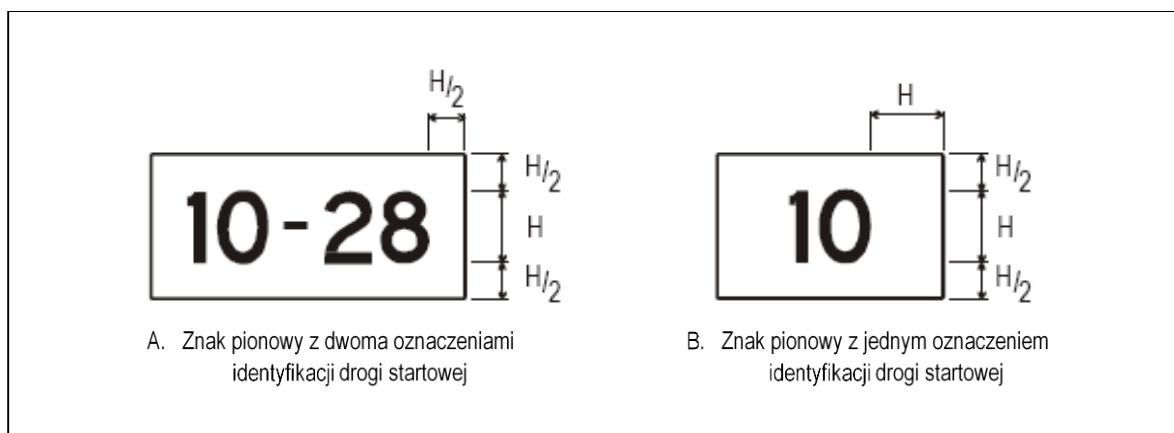 H/2
H/2
10-28
H
H/2
A. Znak pionowy z dwoma oznaczeniami
identyfikacji drogi startowej
H
H/2
10
H
H/2
B. Znak pionowy z jednym oznaczeniem
identyfikacji drogi startowej